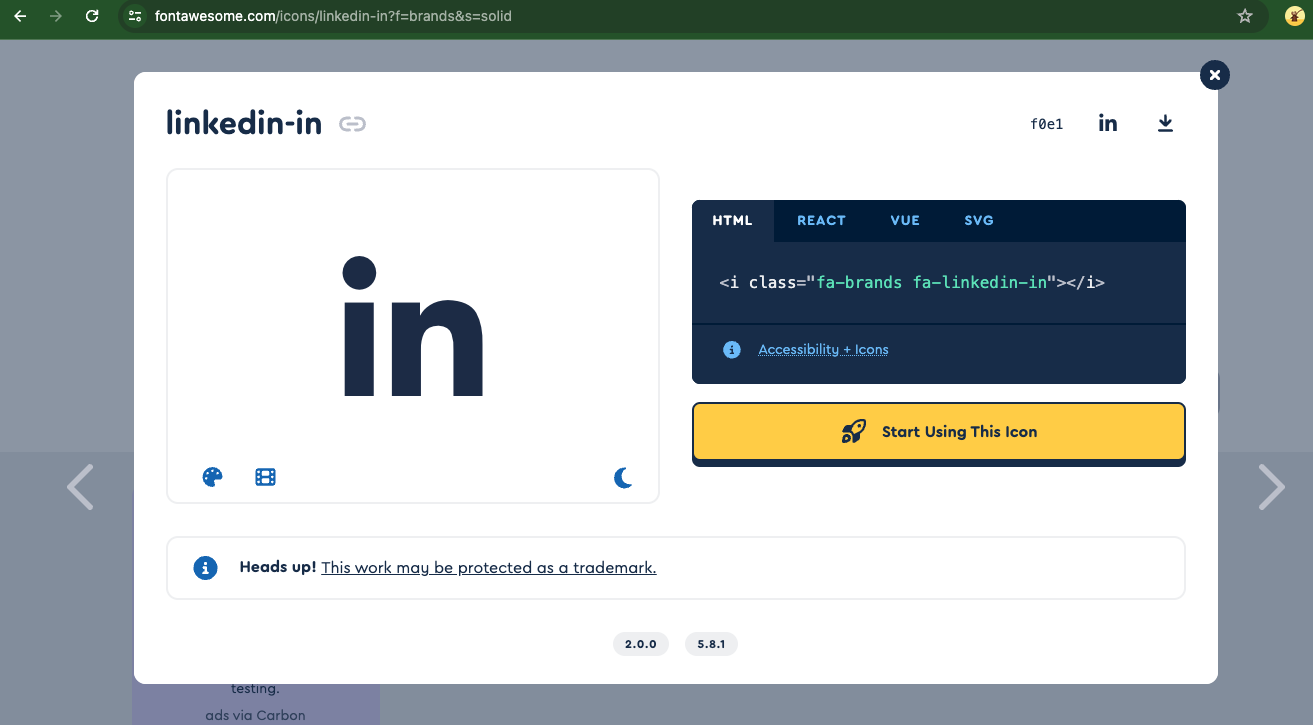 fontawesome.com/icons/linkedin-in?f=brands&s=solid
linkedin-in
f0e1
in
in
HTML REACT VUE SVG
<i class="fa-brands fa-linkedin-in"></i>
Accessibility + Icons
Start Using This Icon
Heads up! This work may be protected as a trademark.
2.0.0 5.8.1
testing.
ads via Carbon